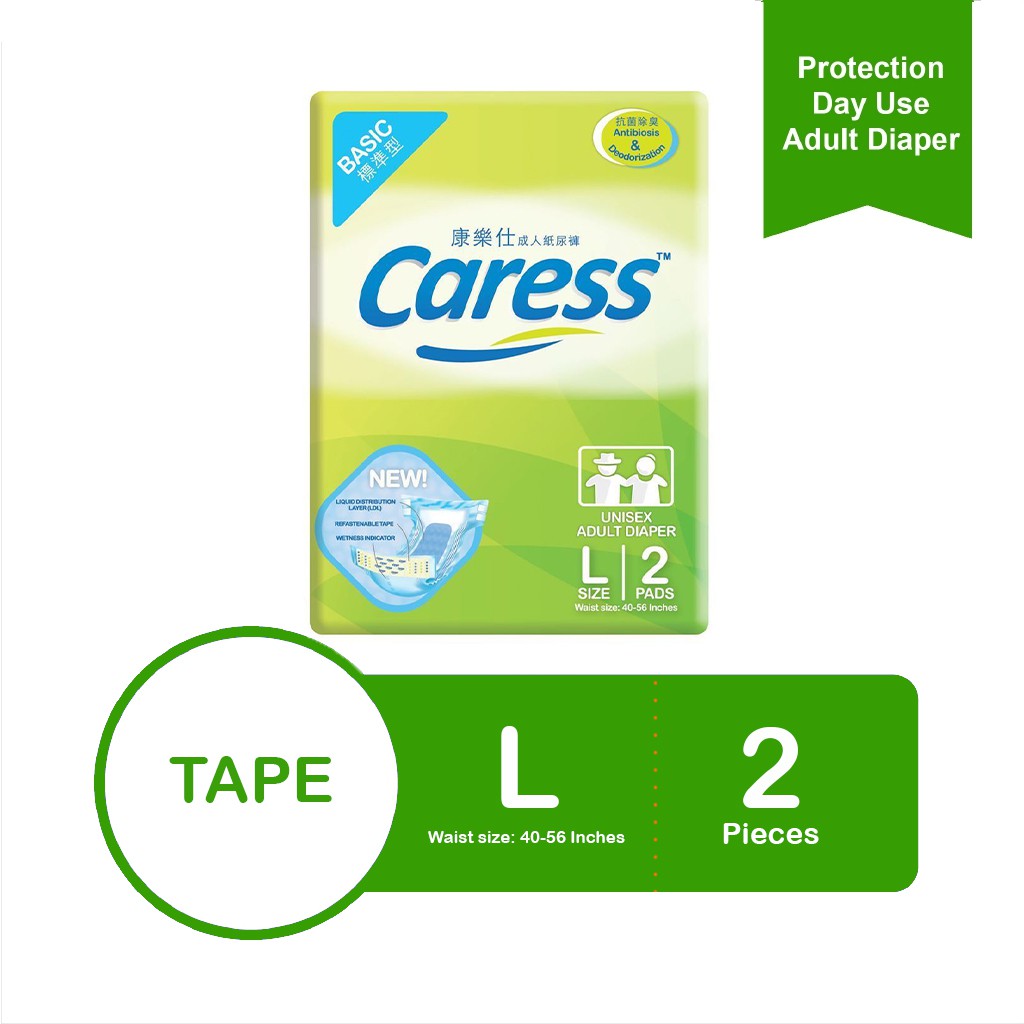 Protection
Day Use
Adult Diaper
BASIC
標準型
抗菌除臭
Antibiosis
&
Deodorization
康樂仕成人紙尿褲
Caress™
NEW!
LIQUID DISTRIBUTION
LAYER (LDL)
REFASTENABLE TAPE
WETNESS INDICATOR
UNISEX
ADULT DIAPER
L 2
SIZE PADS
Waist size: 40-56 Inches
TAPE
L
Waist size: 40-56 Inches
2
Pieces